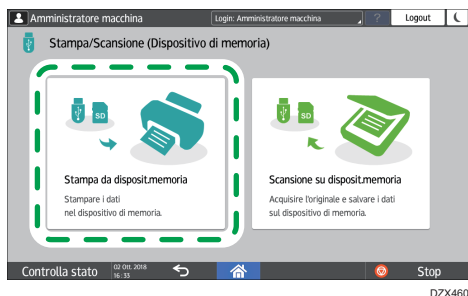 Amministratore macchina
Login: Amministratore macchina
?
Logout
Stampa/Scansione (Dispositivo di memoria)
SD
SD
Stampa da disposit.memoria
Stampare i dati
nel dispositivo di memoria.
Scansione su disposit.memoria
Acquisire l'originale e salvare i dati
sul dispositivo di memoria.
Controlla stato
02 Ott. 2018
16:33
Stop
DZX460